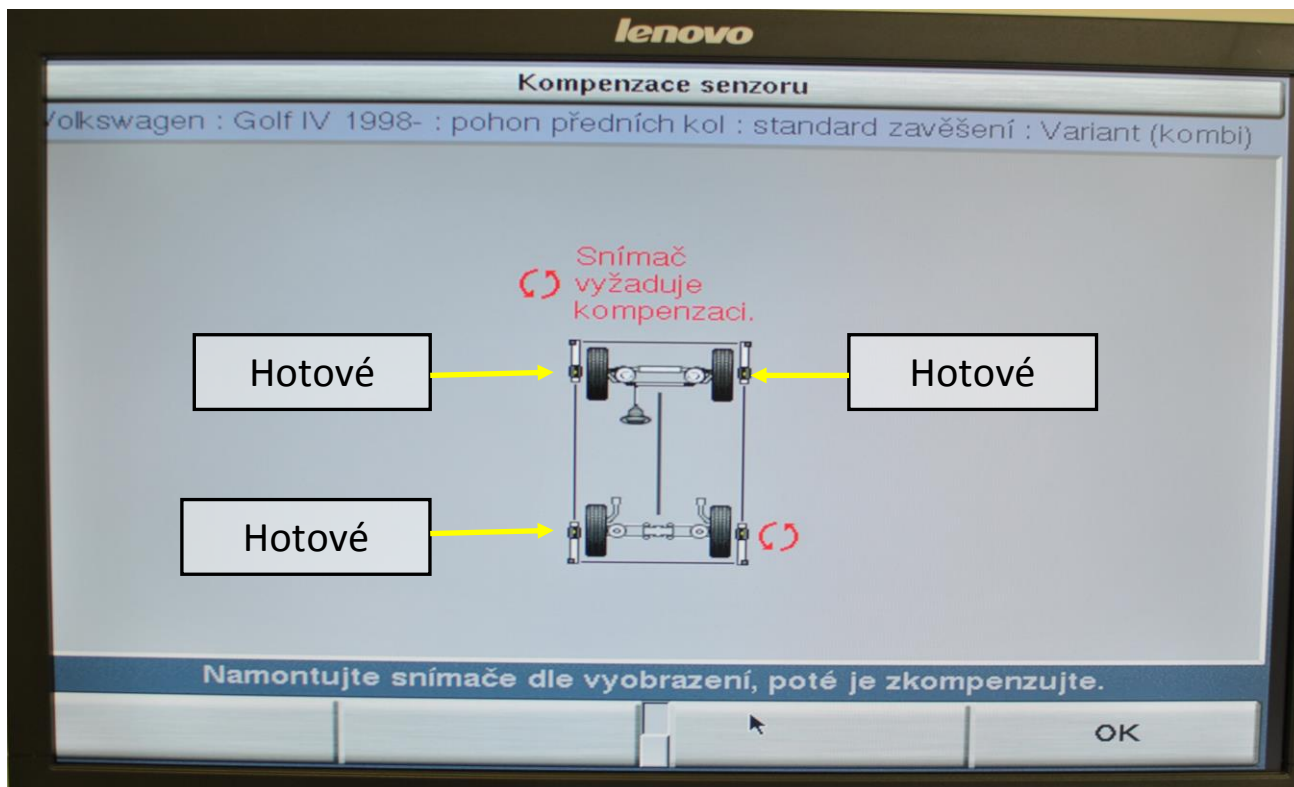 lenovo
Kompenzace senzoru
Volkswagen : Golf IV 1998- : pohon předních kol : standard zavěšení : Variant (kombi)
Snímač
vyžaduje
kompenzaci.
Hotové
Hotové
Hotové
Namontujte snímače dle vyobrazení, poté je zkompenzujte.
OK